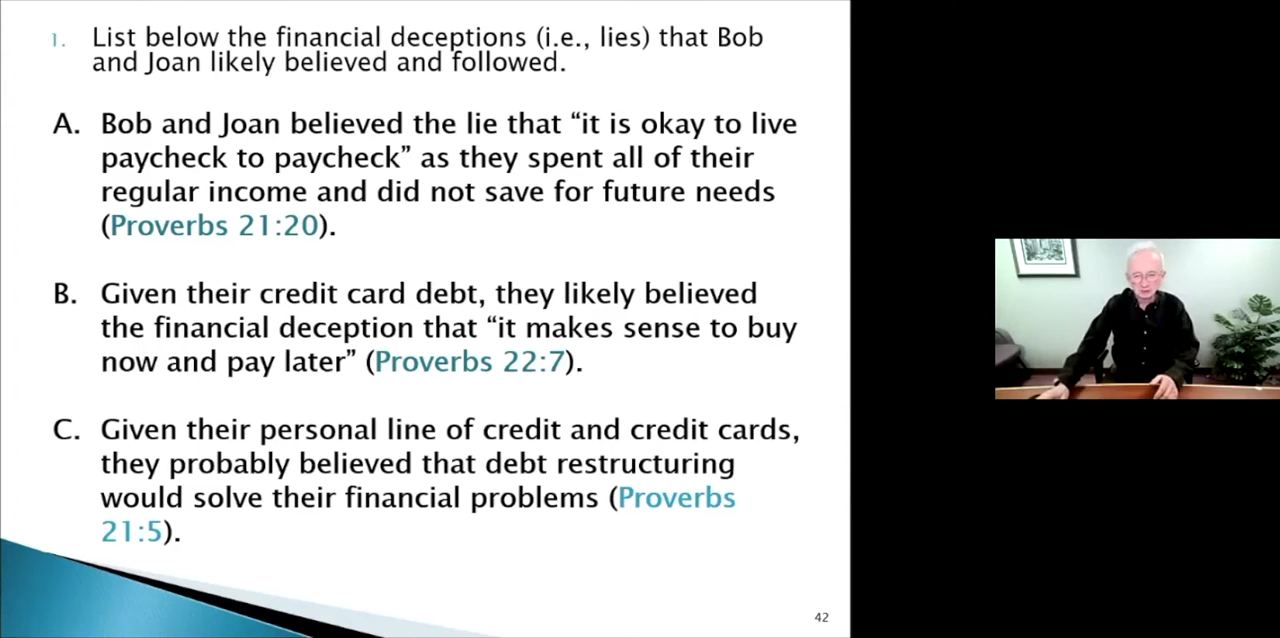 1. List below the financial deceptions (i.e., lies) that Bob
and Joan likely believed and followed.
A. Bob and Joan believed the lie that “it is okay to live
paycheck to paycheck” as they spent all of their
regular income and did not save for future needs
(Proverbs 21:20).
B. Given their credit card debt, they likely believed
the financial deception that “it makes sense to buy
now and pay later” (Proverbs 22:7).
C. Given their personal line of credit and credit cards,
they probably believed that debt restructuring
would solve their financial problems (Proverbs
21:5).
42